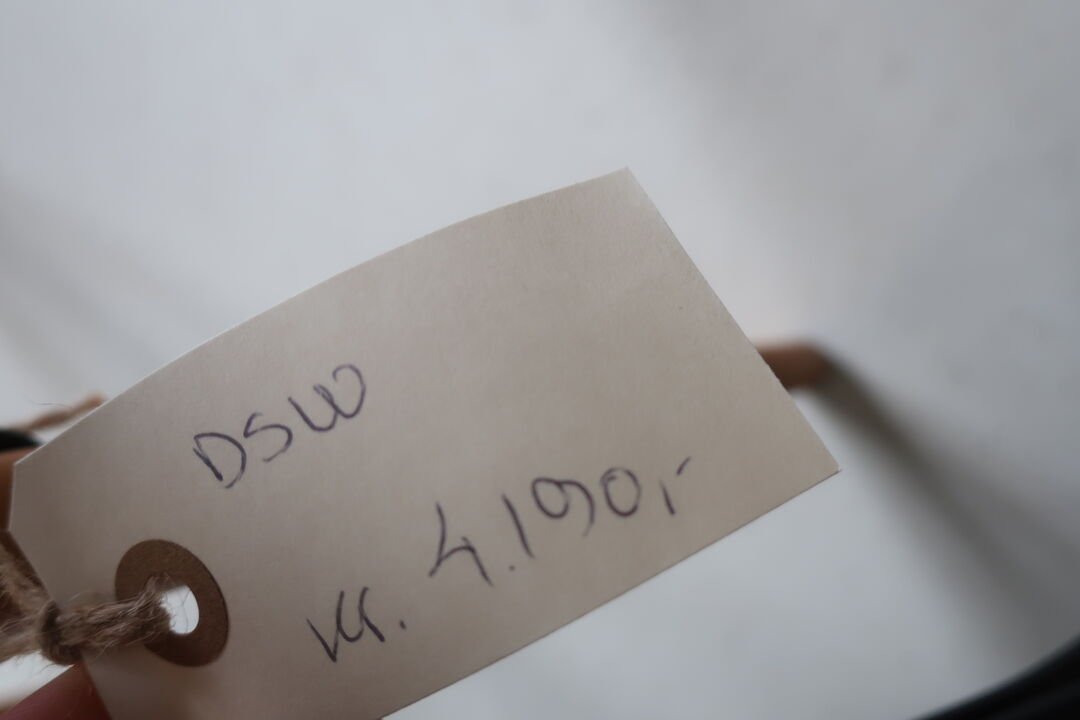 DSW
kr. 4.190,-